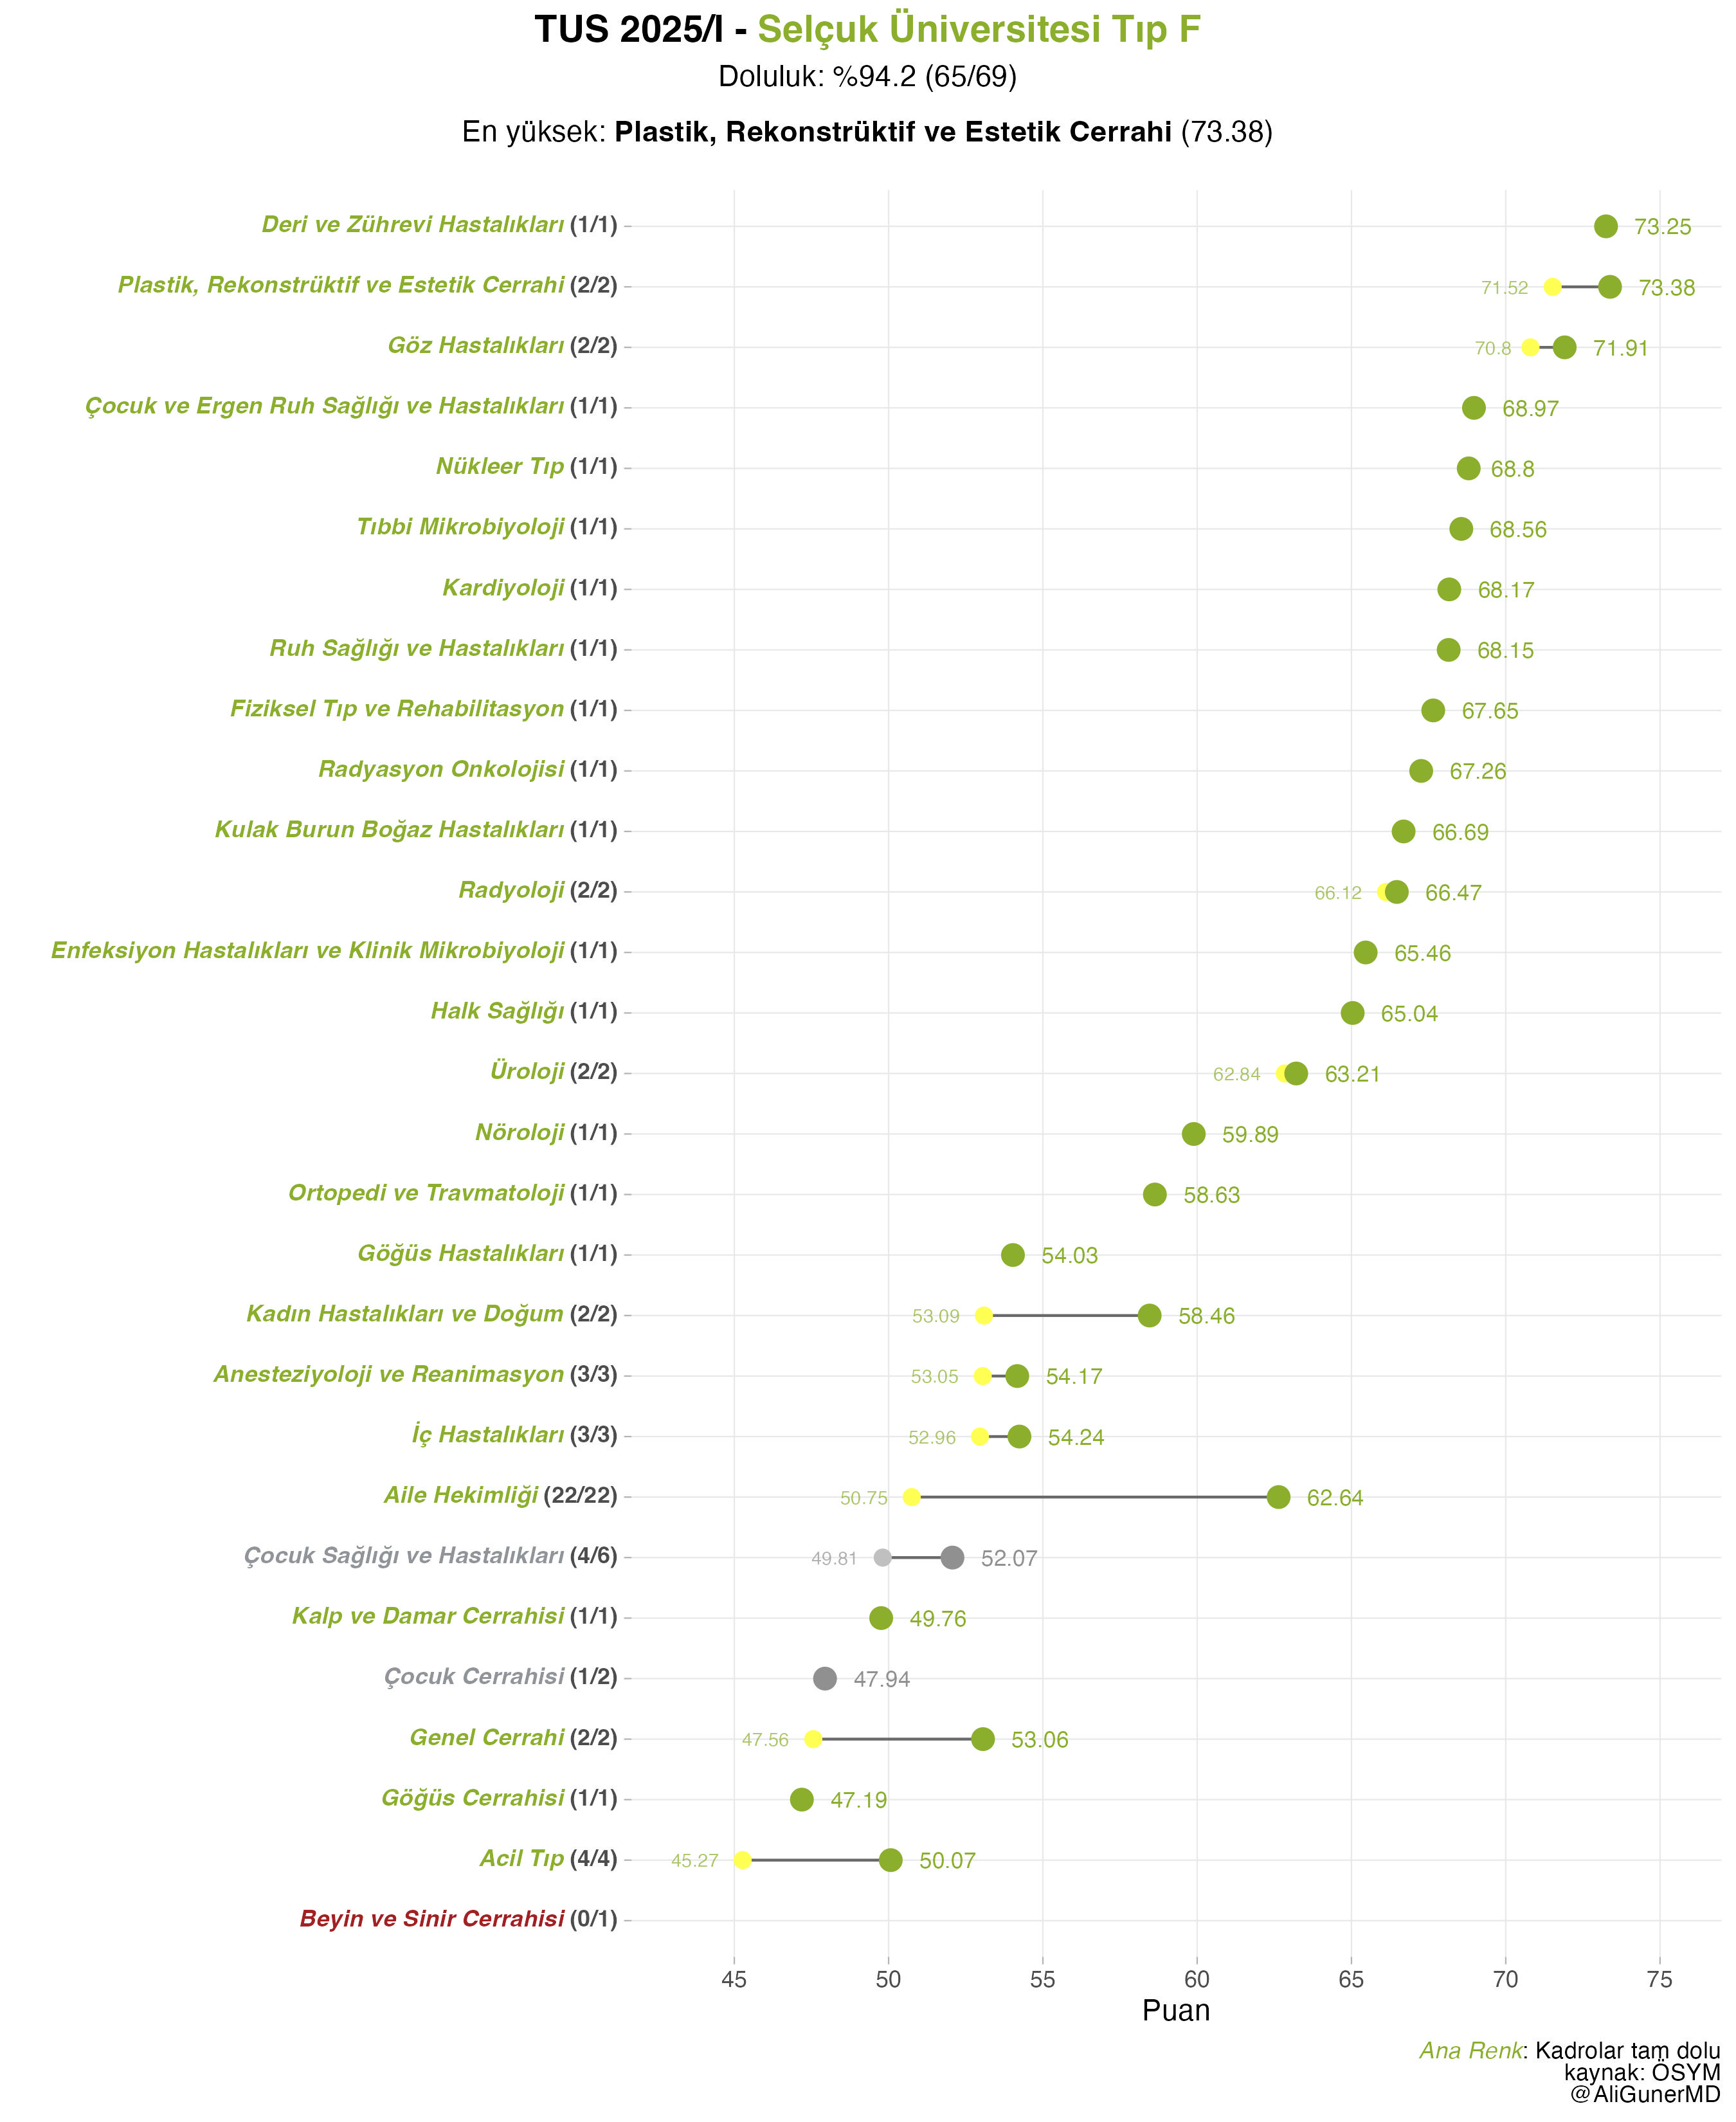 TUS 2025/I - Selçuk Üniversitesi Tıp F
Doluluk: %94.2 (65/69)
En yüksek: Plastik, Rekonstrüktif ve Estetik Cerrahi (73.38)
Deri ve Zührevi Hastalıkları (1/1) 73.25
Plastik, Rekonstrüktif ve Estetik Cerrahi (2/2) 71.52 73.38
Göz Hastalıkları (2/2) 70.8 71.91
Çocuk ve Ergen Ruh Sağlığı ve Hastalıkları (1/1) 68.97
Nükleer Tıp (1/1) 68.8
Tıbbi Mikrobiyoloji (1/1) 68.56
Kardiyoloji (1/1) 68.17
Ruh Sağlığı ve Hastalıkları (1/1) 68.15
Fiziksel Tıp ve Rehabilitasyon (1/1) 67.65
Radyasyon Onkolojisi (1/1) 67.26
Kulak Burun Boğaz Hastalıkları (1/1) 66.69
Radyoloji (2/2) 66.12 66.47
Enfeksiyon Hastalıkları ve Klinik Mikrobiyoloji (1/1) 65.46
Halk Sağlığı (1/1) 65.04
Üroloji (2/2) 62.84 63.21
Nöroloji (1/1) 59.89
Ortopedi ve Travmatoloji (1/1) 58.63
Göğüs Hastalıkları (1/1) 54.03
Kadın Hastalıkları ve Doğum (2/2) 53.09 58.46
Anesteziyoloji ve Reanimasyon (3/3) 53.05 54.17
İç Hastalıkları (3/3) 52.96 54.24
Aile Hekimliği (22/22) 50.75 62.64
Çocuk Sağlığı ve Hastalıkları (4/6) 49.81 52.07
Kalp ve Damar Cerrahisi (1/1) 49.76
Çocuk Cerrahisi (1/2) 47.94
Genel Cerrahi (2/2) 47.56 53.06
Göğüs Cerrahisi (1/1) 47.19
Acil Tıp (4/4) 45.27 50.07
Beyin ve Sinir Cerrahisi (0/1)
45 50 55 60 65 70 75
Puan
Ana Renk: Kadrolar tam dolu
kaynak: ÖSYM
@AliGunerMD